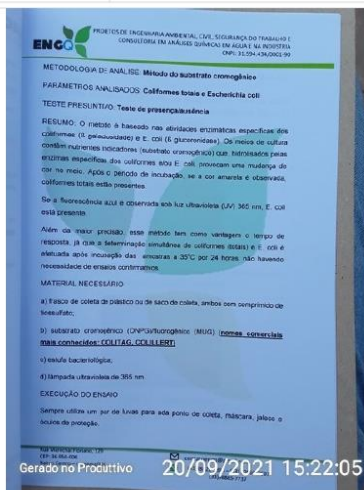 ENGQ
PROJETOS DE ENGENHARIA AMBIENTAL, CIVIL, SEGURANÇA DO TRABALHO E
CONSULTORIA EM ANÁLISES QUÍMICAS EM ÁGUA E NA INDÚSTRIA
METODOLOGIA DE ANÁLISE: Método do substrato cromogênico
PARÂMETROS ANALISADOS: Coliformes totais e Escherichia coli
TESTE PRESUNTIVO: Teste de presença/ausência
RESUMO: O método é baseado nas atividades enzimáticas específicas dos
coliformes (ß galactosidade) e E. coli (ß glucoronidase). Os meios de cultura
contêm nutrientes indicadores (substrato cromogênico) que, hidrolisados pelas
enzimas específicas dos coliformes e/ou E. coli, provocam uma mudança de
cor no meio. Após o período de incubação, se a cor amarela é observada,
coliformes totais estão presentes.
Se a fluorescência azul é observada sob luz ultravioleta (UV) 365 nm, E. coli
está presente.
Além da maior precisão, esse método tem como vantagem o tempo de
resposta, já que a determinação simultânea de coliformes (totais) e E. coli é
efetuada após incubação das amostras a 35°C por 24 horas, não havendo
necessidade de ensaios confirmativos.
MATERIAL NECESSÁRIO
a) frasco de coleta de plástico ou de saco de coleta, ambos com comprimido de
tiossulfato;
b) substrato cromogênico (ONPG)/fluorogênico (MUG) (nomes comerciais
mais conhecidos: COLITAG, COLILERT)
c) estufa bacteriológica;
d) lâmpada ultravioleta de 365 nm
EXECUÇÃO DO ENSAIO
Sempre utilize um par de luvas para cada ponto de coleta, máscara, jaleco e
óculos de proteção.
Gerado no Produttivo
20/09/2021 15:22:05